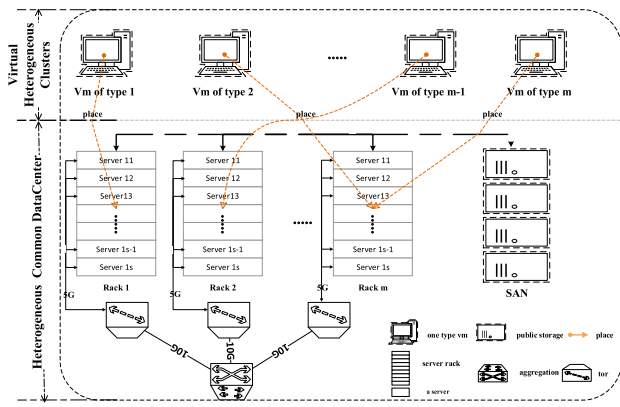 Virtual
Heterogeneous
Clusters
Vm of type 1
Vm of type 2
Vm of type m-1
Vm of type m
place
place
place
Heterogeneous Common DataCenter
Server 11
Server 12
Server13
Server 1s-1
Server 1s
Rack 1
Server 11
Server 12
Server13
Server 1s-1
Server 1s
Rack 2
Server 11
Server 12
Server13
Server 1s-1
Server 1s
Rack m
SAN
5G
5G
5G
10G
10G
10G
one type vm
public storage
place
server rack
a server
aggregation
tor